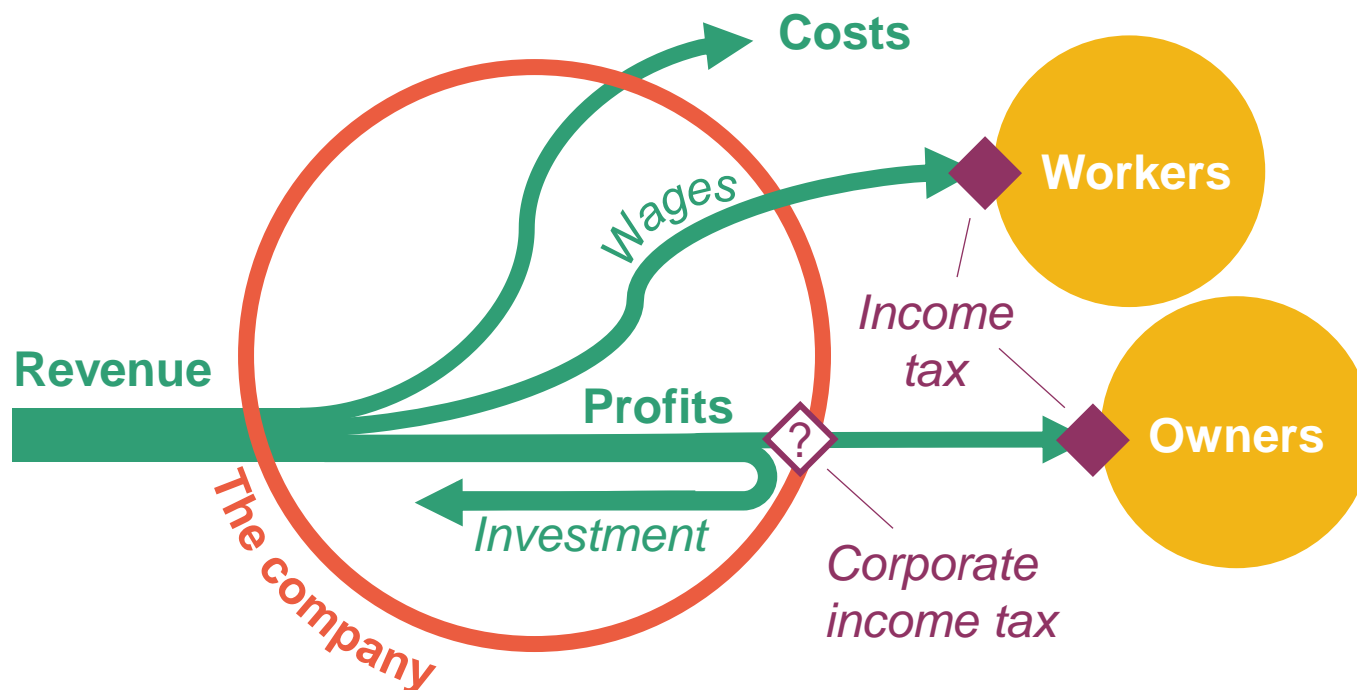 Costs
Workers
Wages
Income
tax
Revenue
Profits
?
Owners
Investment
The company
Corporate
income tax